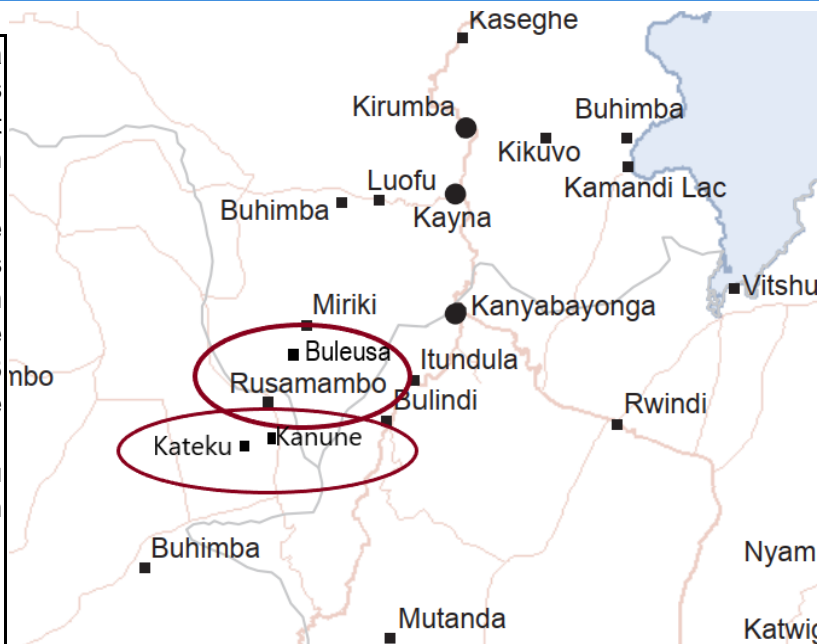 Kaseghe
Kirumba
Buhimba
Kikuvo
Luofu
Kamandi Lac
Buhimba
Kayna
Vitshu
Miriki
Kanyabayonga
Buleusa
Itundula
mbo
Rusamambo
Bulindi
Rwindi
Kanune
Kateku
Buhimba
Nyam
Mutanda
Katwig